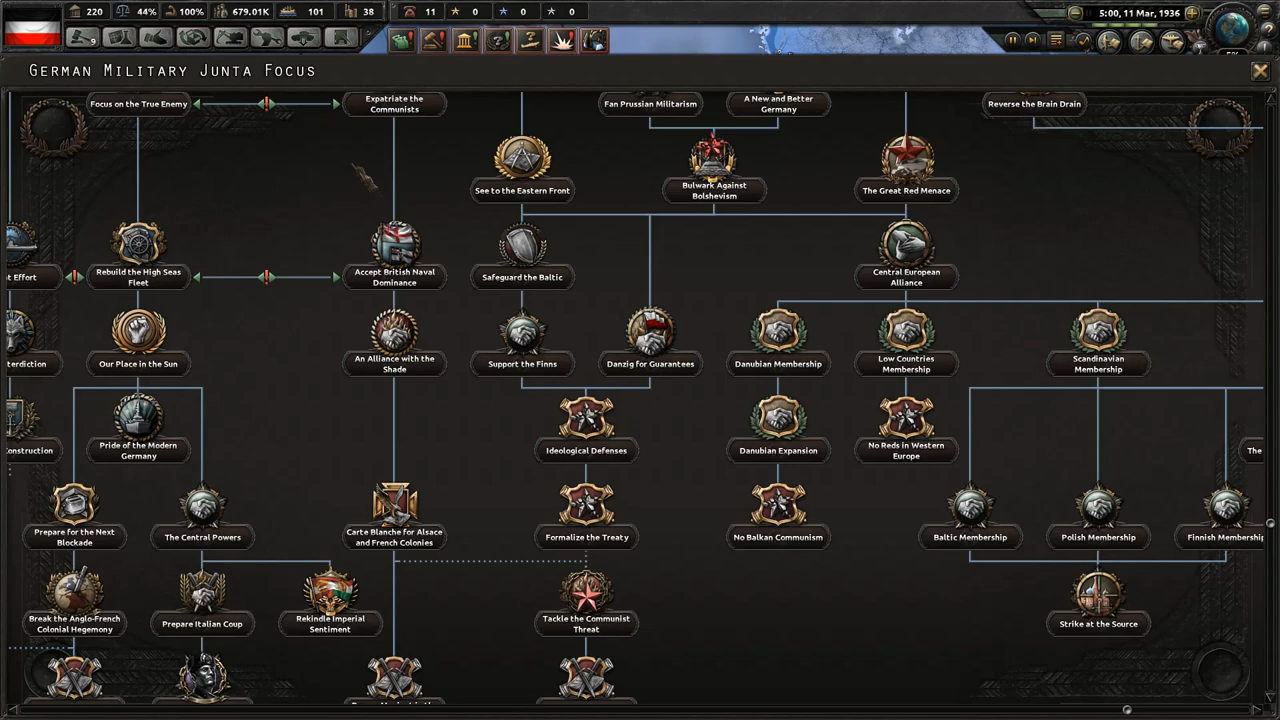 220
44%
100%
679.01K
101
38
11
0
0
0
5:00, 11 Mar, 1936
9
German Military Junta Focus
Focus on the True Enemy
Expatriate the
Communists
Fan Prussian Militarism
A New and Better
Germany
Reverse the Brain Drain
See to the Eastern Front
Bulwark Against
Bolshevism
The Great Red Menace
t Effort
Rebuild the High Seas
Fleet
Accept British Naval
Dominance
Safeguard the Baltic
Central European
Alliance
terdiction
Our Place in the Sun
An Alliance with the
Shade
Support the Finns
Danzig for Guarantees
Danubian Membership
Low Countries
Membership
Scandinavian
Membership
onstruction
Pride of the Modern
Germany
Ideological Defenses
Danubian Expansion
No Reds in Western
Europe
The
Prepare for the Next
Blockade
The Central Powers
Carte Blanche for Alsace
and French Colonies
Formalize the Treaty
No Balkan Communism
Baltic Membership
Polish Membership
Finnish Membership
Break the Anglo-French
Colonial Hegemony
Prepare Italian Coup
Rekindle Imperial
Sentiment
Tackle the Communist
Threat
Strike at the Source